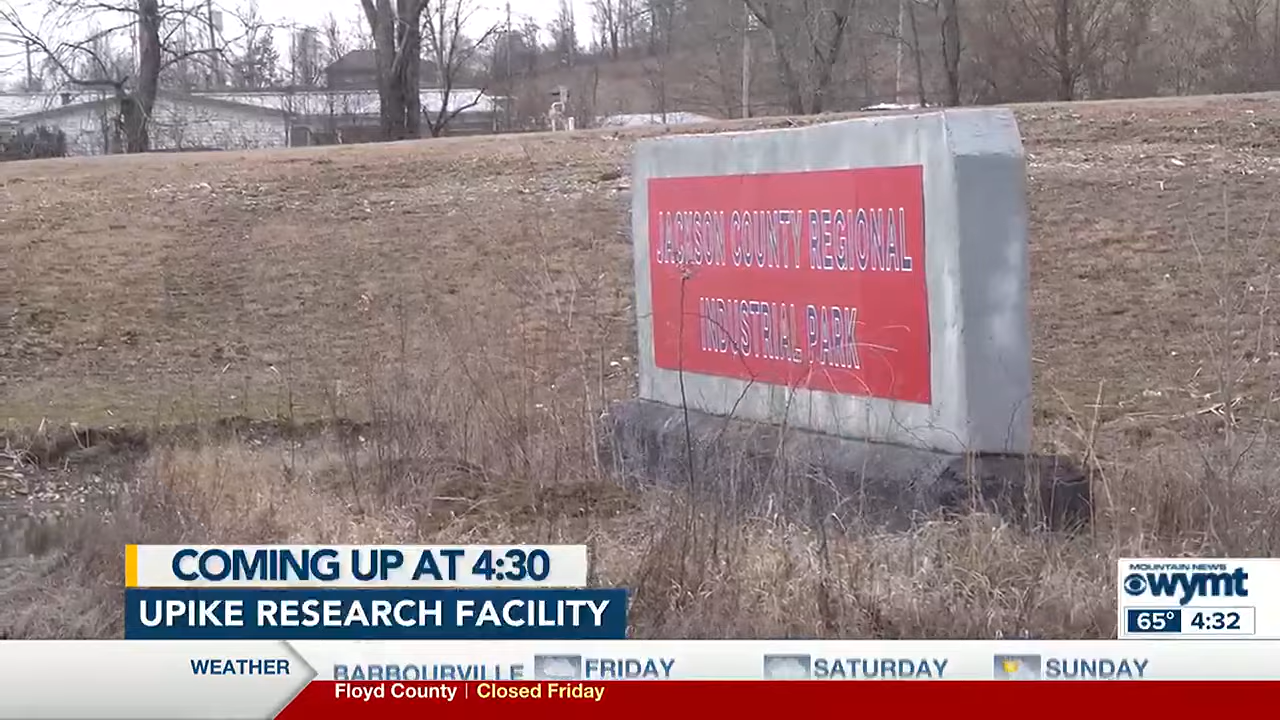 JACKSON COUNTY REGIONAL
INDUSTRIAL PARK
COMING UP AT 4:30
UPIKE RESEARCH FACILITY
MOUNTAIN NEWS
wymt
65° 4:32
WEATHER
BARBOURVILLE FRIDAY SATURDAY SUNDAY
Floyd County | Closed Friday